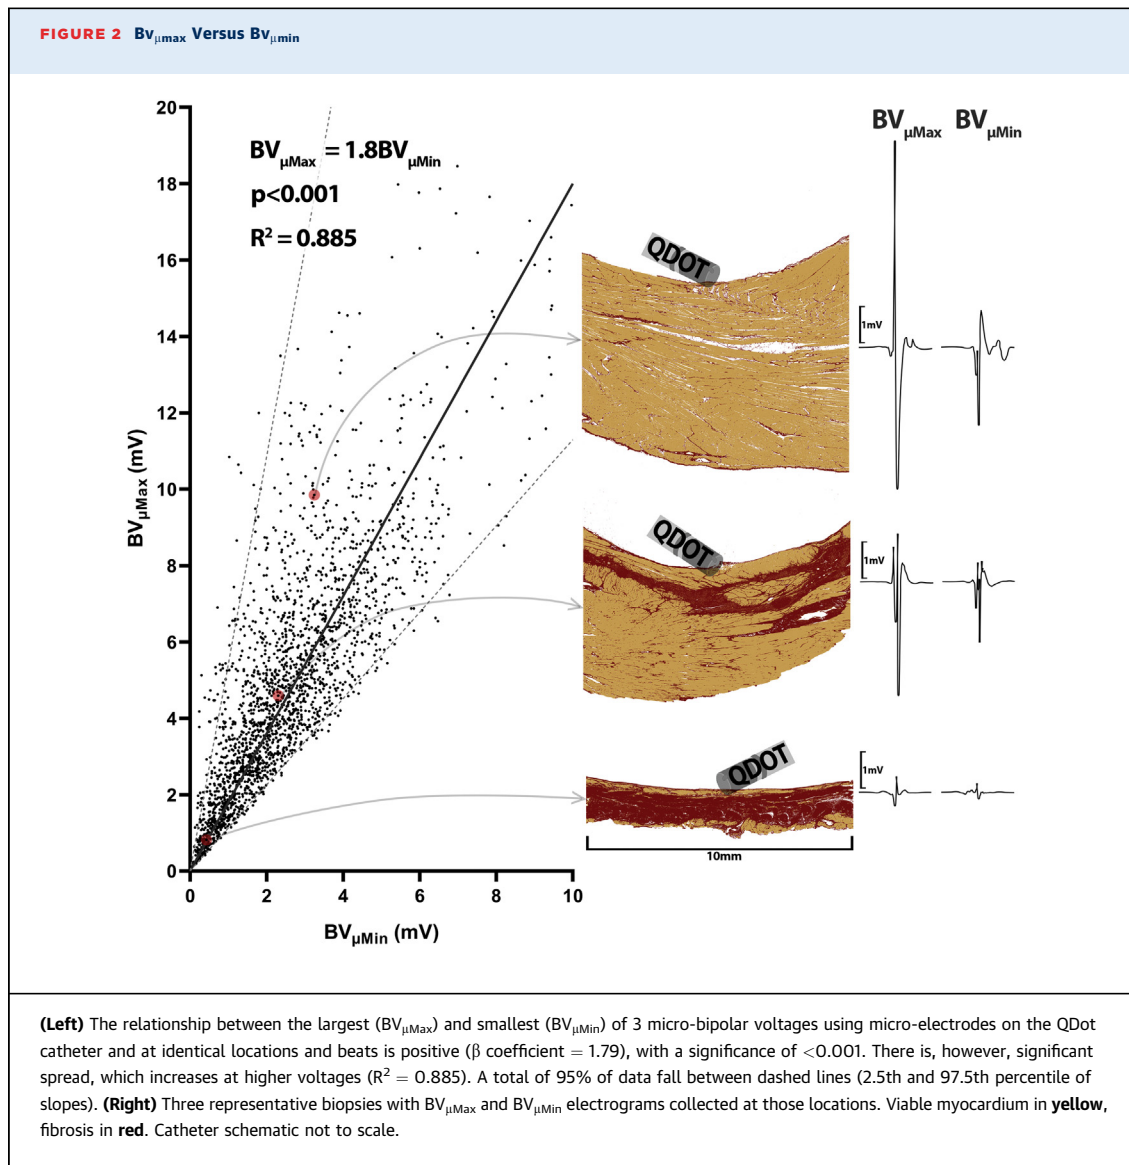 FIGURE 2 Bvμmax Versus Bvμmin
BVμMax BVμMin
BVμMax = 1.8BVμMin
p<0.001
R² = 0.885
20
18
16
14
12
10
8
6
4
2
0
BVμMax (mV)
0 2 4 6 8 10
BVμMin (mV)
QDOT
1mV
QDOT
1mV
QDOT
1mV
10mm
(Left) The relationship between the largest (BVμMax) and smallest (BVμMin) of 3 micro-bipolar voltages using micro-electrodes on the QDot
catheter and at identical locations and beats is positive (β coefficient = 1.79), with a significance of <0.001. There is, however, significant
spread, which increases at higher voltages (R² = 0.885). A total of 95% of data fall between dashed lines (2.5th and 97.5th percentile of
slopes). (Right) Three representative biopsies with BVμMax and BVμMin electrograms collected at those locations. Viable myocardium in yellow,
fibrosis in red. Catheter schematic not to scale.